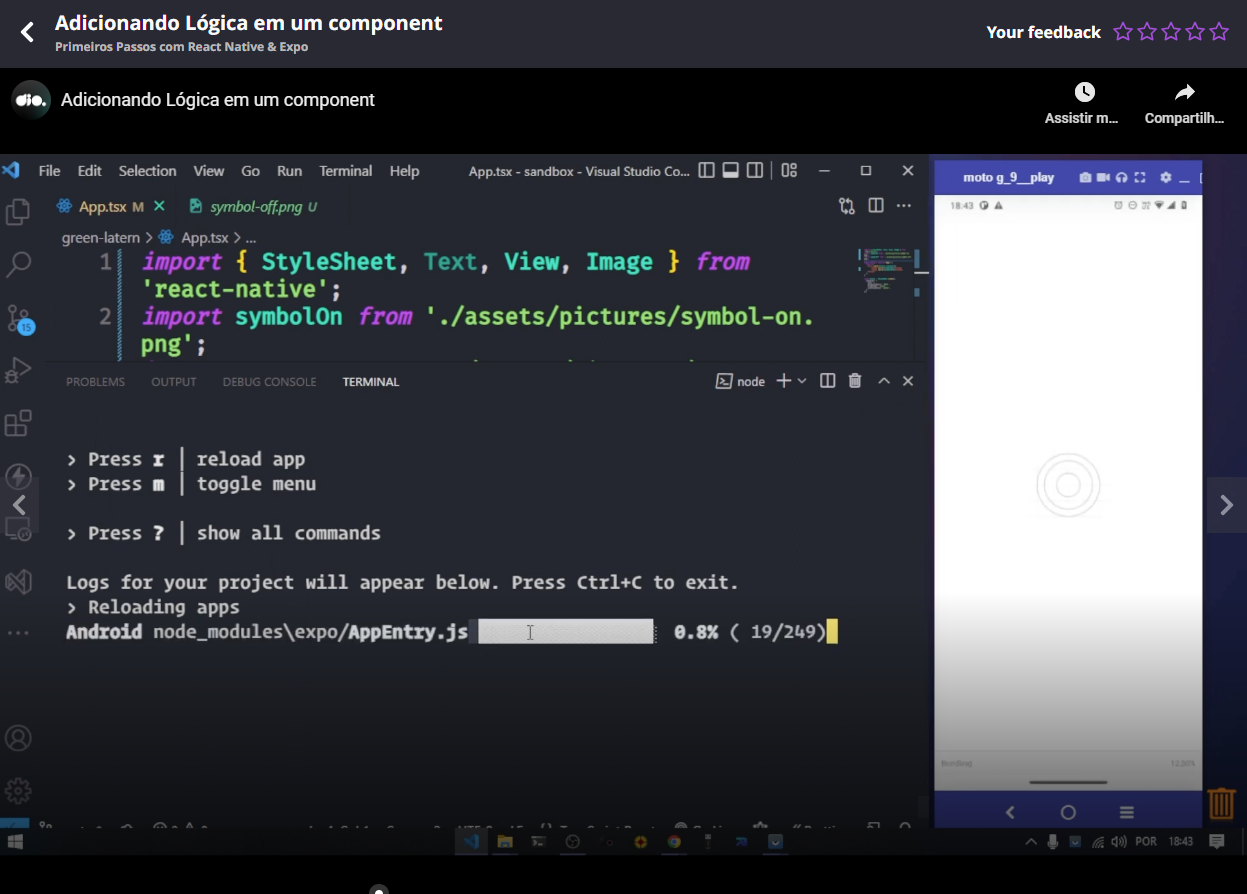 Adicionando Lógica em um component
Primeiros Passos com React Native & Expo
Your feedback
dio.
Adicionando Lógica em um component
Assistir m...
Compartilh...
File Edit Selection View Go Run Terminal Help
App.tsx - sandbox - Visual Studio Co...
moto g_9__play
App.tsx M
symbol-off.png U
18:43
green-latern > App.tsx > ...
1 import { StyleSheet, Text, View, Image } from
'react-native';
2 import symbolOn from './assets/pictures/symbol-on.
png';
15
PROBLEMS OUTPUT DEBUG CONSOLE TERMINAL
node
> Press r │ reload app
> Press m │ toggle menu
> Press ? │ show all commands
Logs for your project will appear below. Press Ctrl+C to exit.
> Reloading apps
Android node_modules\expo/AppEntry.js 0.8% ( 19/249)
POR 18:43